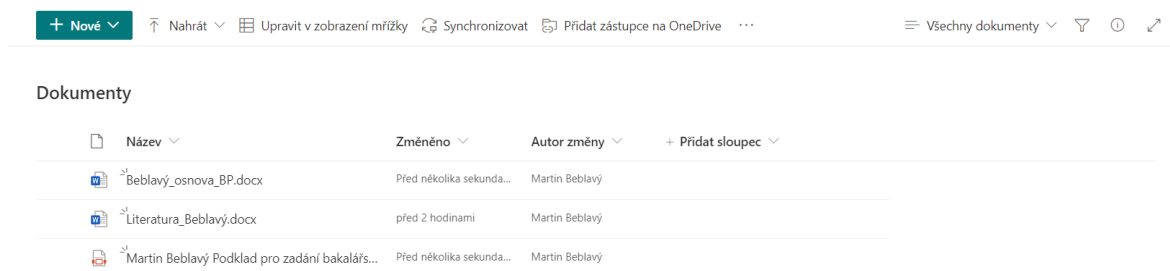 + Nové Nahrát Upravit v zobrazení mřížky Synchronizovat Přidat zástupce na OneDrive ··· Všechny dokumenty
Dokumenty
Název Změněno Autor změny + Přidat sloupec
Beblavý_osnova_BP.docx Před několika sekunda... Martin Beblavý
Literatura_Beblavý.docx před 2 hodinami Martin Beblavý
Martin Beblavý Podklad pro zadání bakalářs... Před několika sekunda... Martin Beblavý